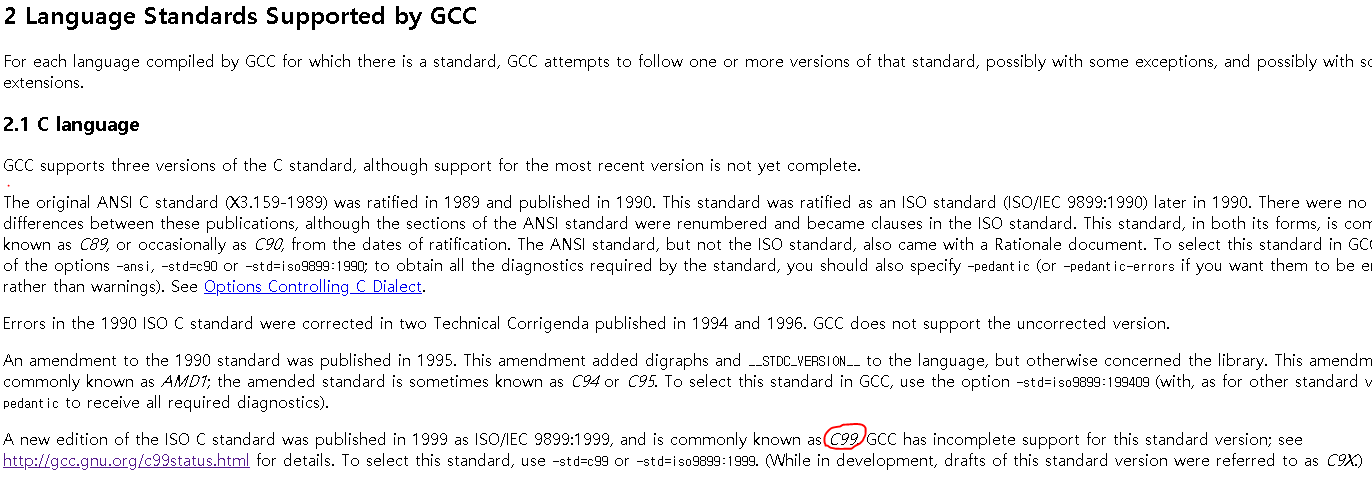 2 Language Standards Supported by GCC
For each language compiled by GCC for which there is a standard, GCC attempts to follow one or more versions of that standard, possibly with some exceptions, and possibly with
extensions.
2.1 C language
GCC supports three versions of the C standard, although support for the most recent version is not yet complete.
The original ANSI C standard (X3.159-1989) was ratified in 1989 and published in 1990. This standard was ratified as an ISO standard (ISO/IEC 9899:1990) later in 1990. There were no
differences between these publications, although the sections of the ANSI standard were renumbered and became clauses in the ISO standard. This standard, in both its forms, is
known as C89, or occasionally as C90, from the dates of ratification. The ANSI standard, but not the ISO standard, also came with a Rationale document. To select this standard in
of the options -ansi, -std=c90 or -std=iso9899:1990; to obtain all the diagnostics required by the standard, you should also specify -pedantic (or -pedantic-errors if you want them to be
rather than warnings). See Options Controlling C Dialect.
Errors in the 1990 ISO C standard were corrected in two Technical Corrigenda published in 1994 and 1996. GCC does not support the uncorrected version.
An amendment to the 1990 standard was published in 1995. This amendment added digraphs and __STDC_VERSION__ to the language, but otherwise concerned the library. This
commonly known as AMD1; the amended standard is sometimes known as C94 or C95. To select this standard in GCC, use the option -std=iso9899:199409 (with, as for other standard
pedantic to receive all required diagnostics).
A new edition of the ISO C standard was published in 1999 as ISO/IEC 9899:1999, and is commonly known as C99. GCC has incomplete support for this standard version; see
http://gcc.gnu.org/c99status.html for details. To select this standard, use -std=c99 or -std=iso9899:1999. (While in development, drafts of this standard version were referred to as C9X.)